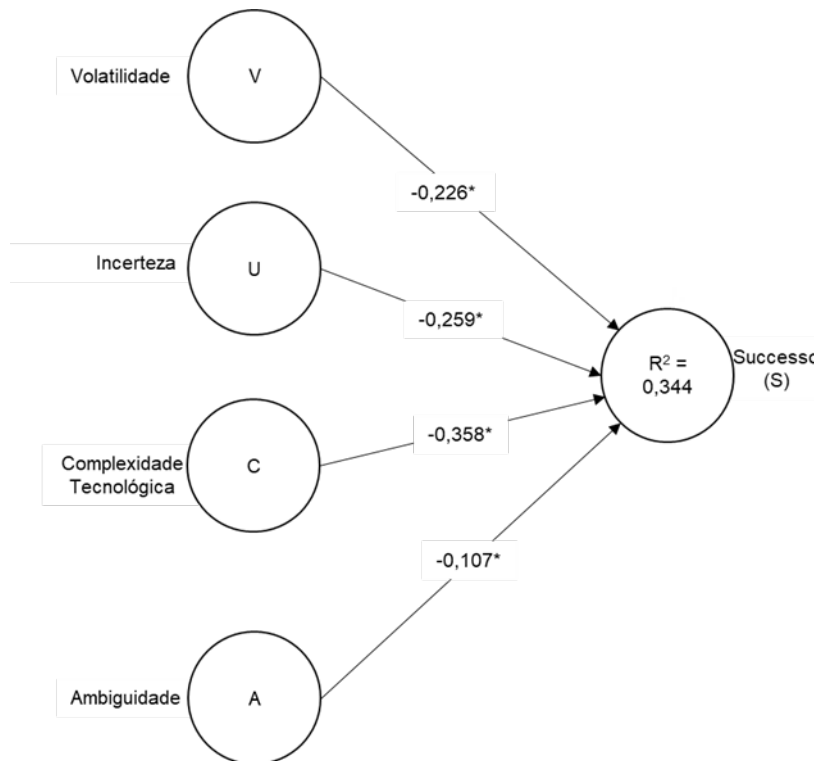 Volatilidade
V
-0,226*
Incerteza
U
-0,259*
R² =
0,344
Successo
(S)
-0,358*
Complexidade
Tecnológica
C
-0,107*
Ambiguidade
A